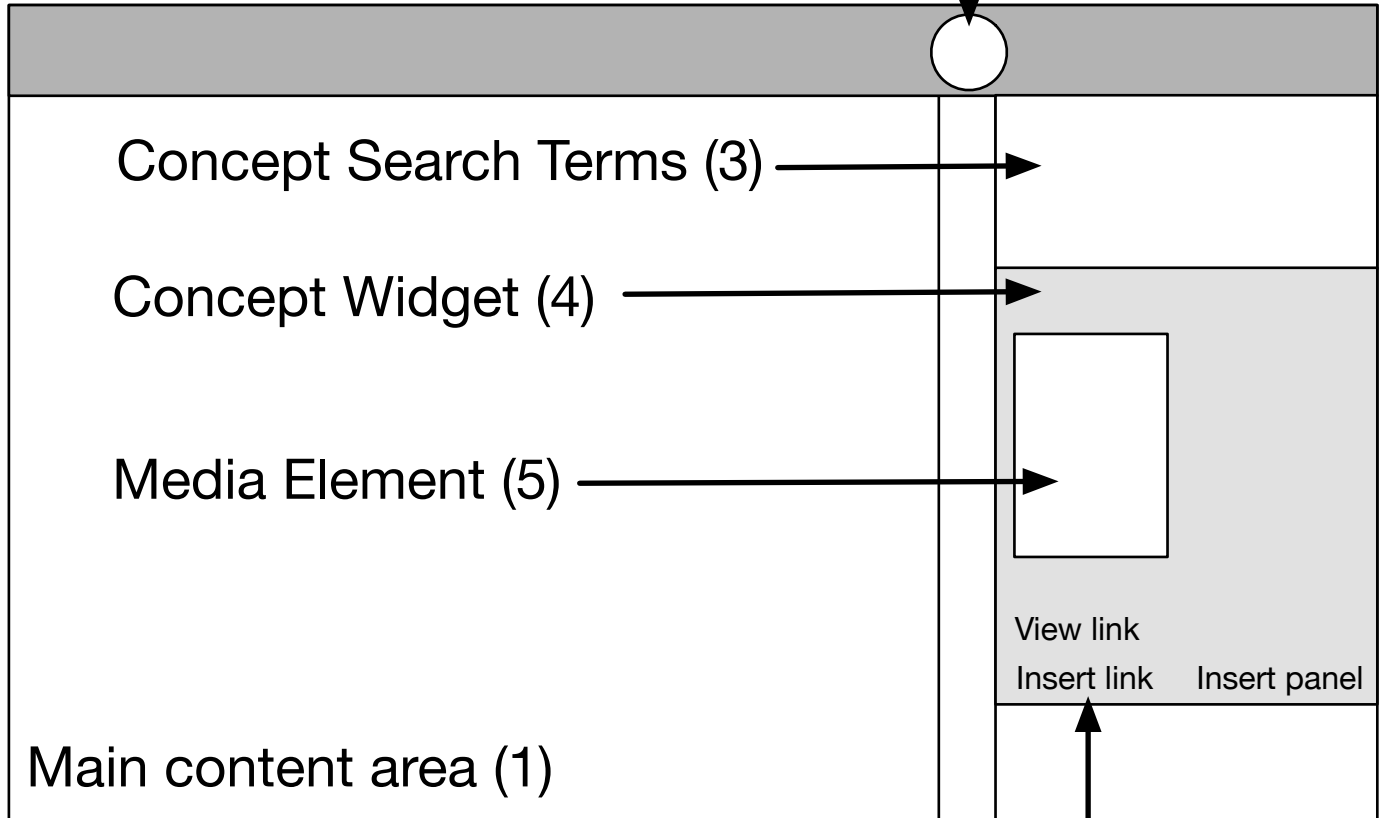 Concept Search Terms (3)
Concept Widget (4)
Media Element (5)
View link
Insert link Insert panel
Main content area (1)